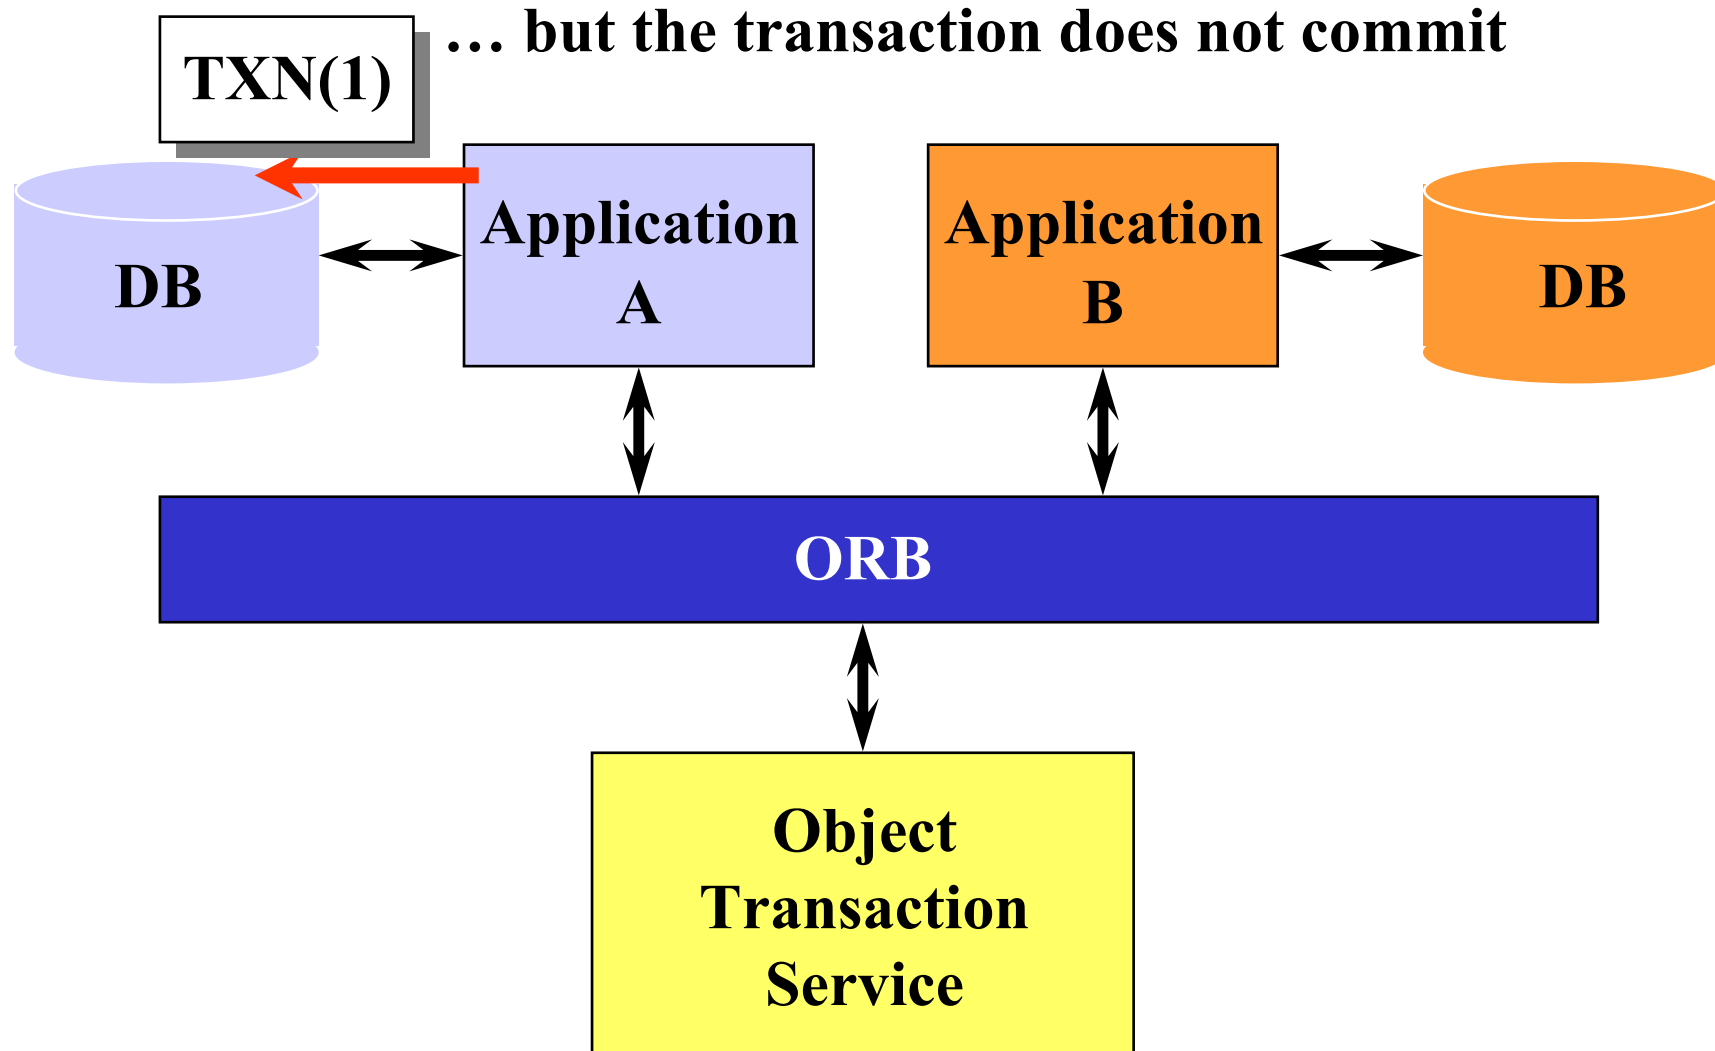 … but the transaction does not commit
TXN(1)
DB
Application
A
Application
B
DB
ORB
Object
Transaction
Service